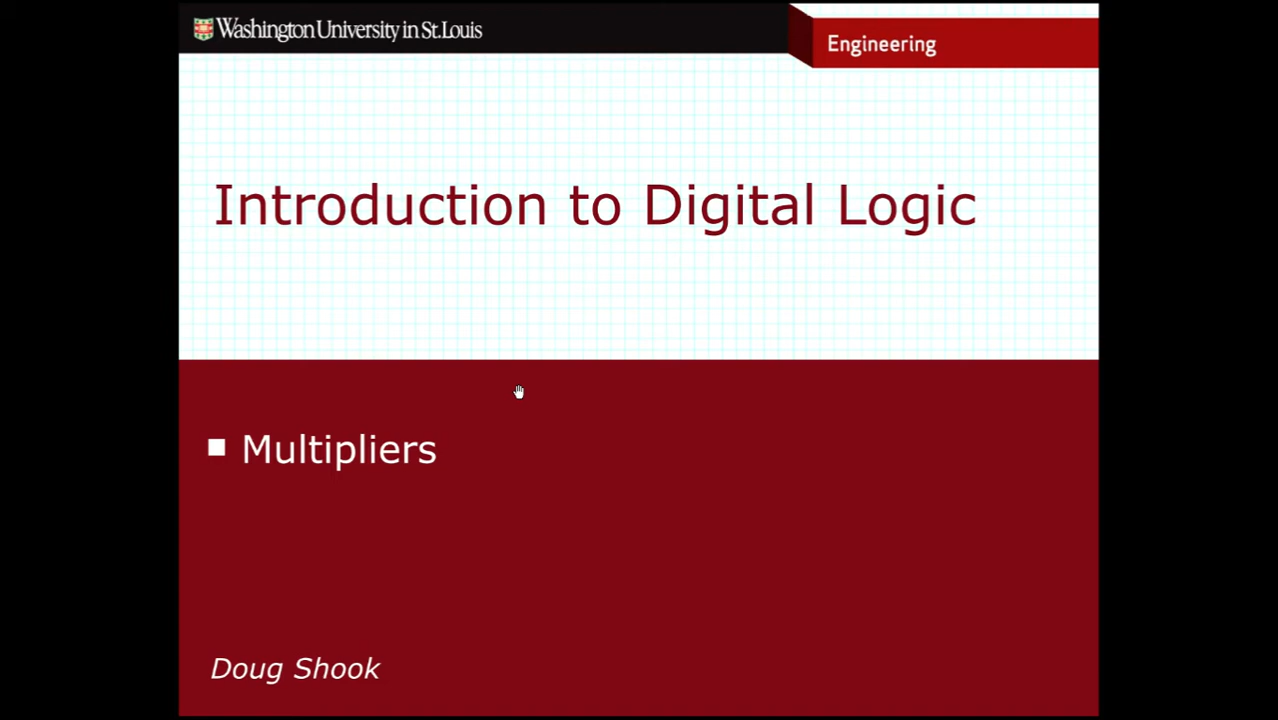 Washington University in St.Louis
Engineering
Introduction to Digital Logic
Multipliers
Doug Shook